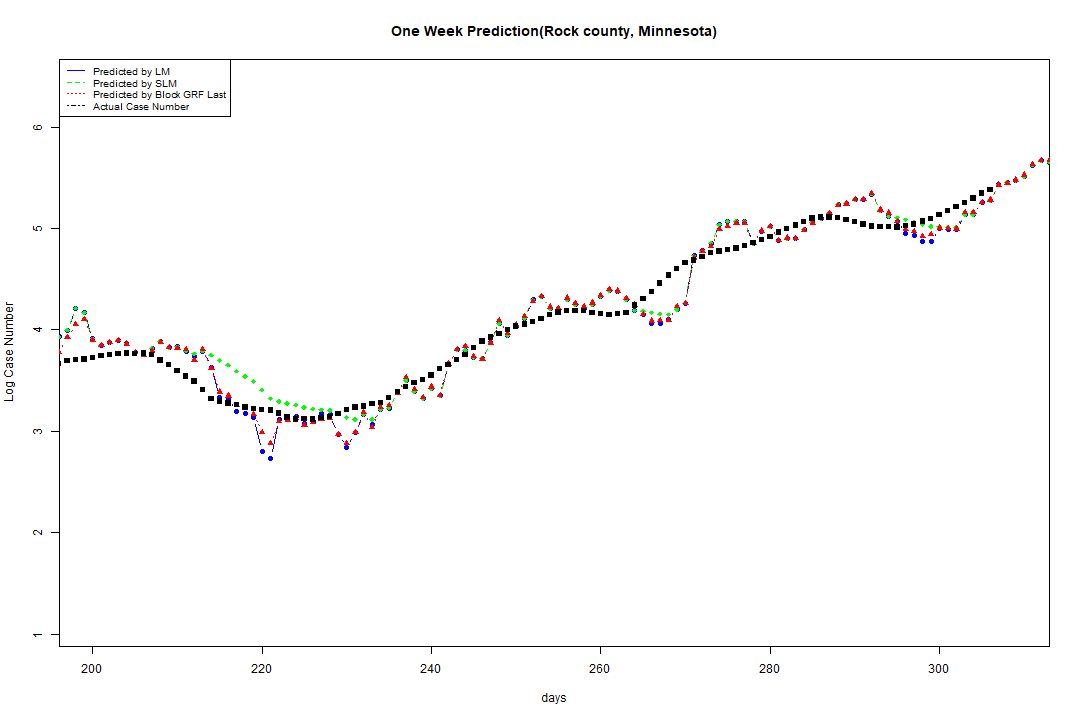 One Week Prediction(Rock county, Minnesota)
Predicted by LM
Predicted by SLM
Predicted by Block GRF Last
Actual Case Number
6
5
4
3
2
1
Log Case Number
200 220 240 260 280 300
days